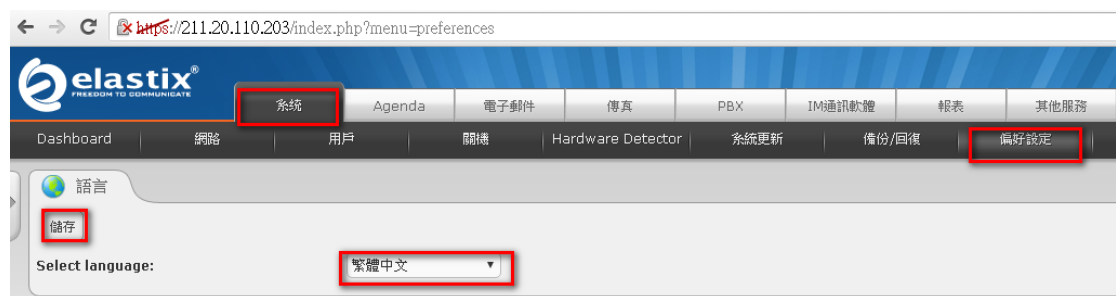 https://211.20.110.203/index.php?menu=preferences
elastix®
FREEDOM TO COMMUNICATE
系統 Agenda 電子郵件 傳真 PBX IM通訊軟體 報表 其他服務
Dashboard 網路 用戶 關機 Hardware Detector 系統更新 備份/回復 偏好設定
語言
儲存
Select language: 繁體中文